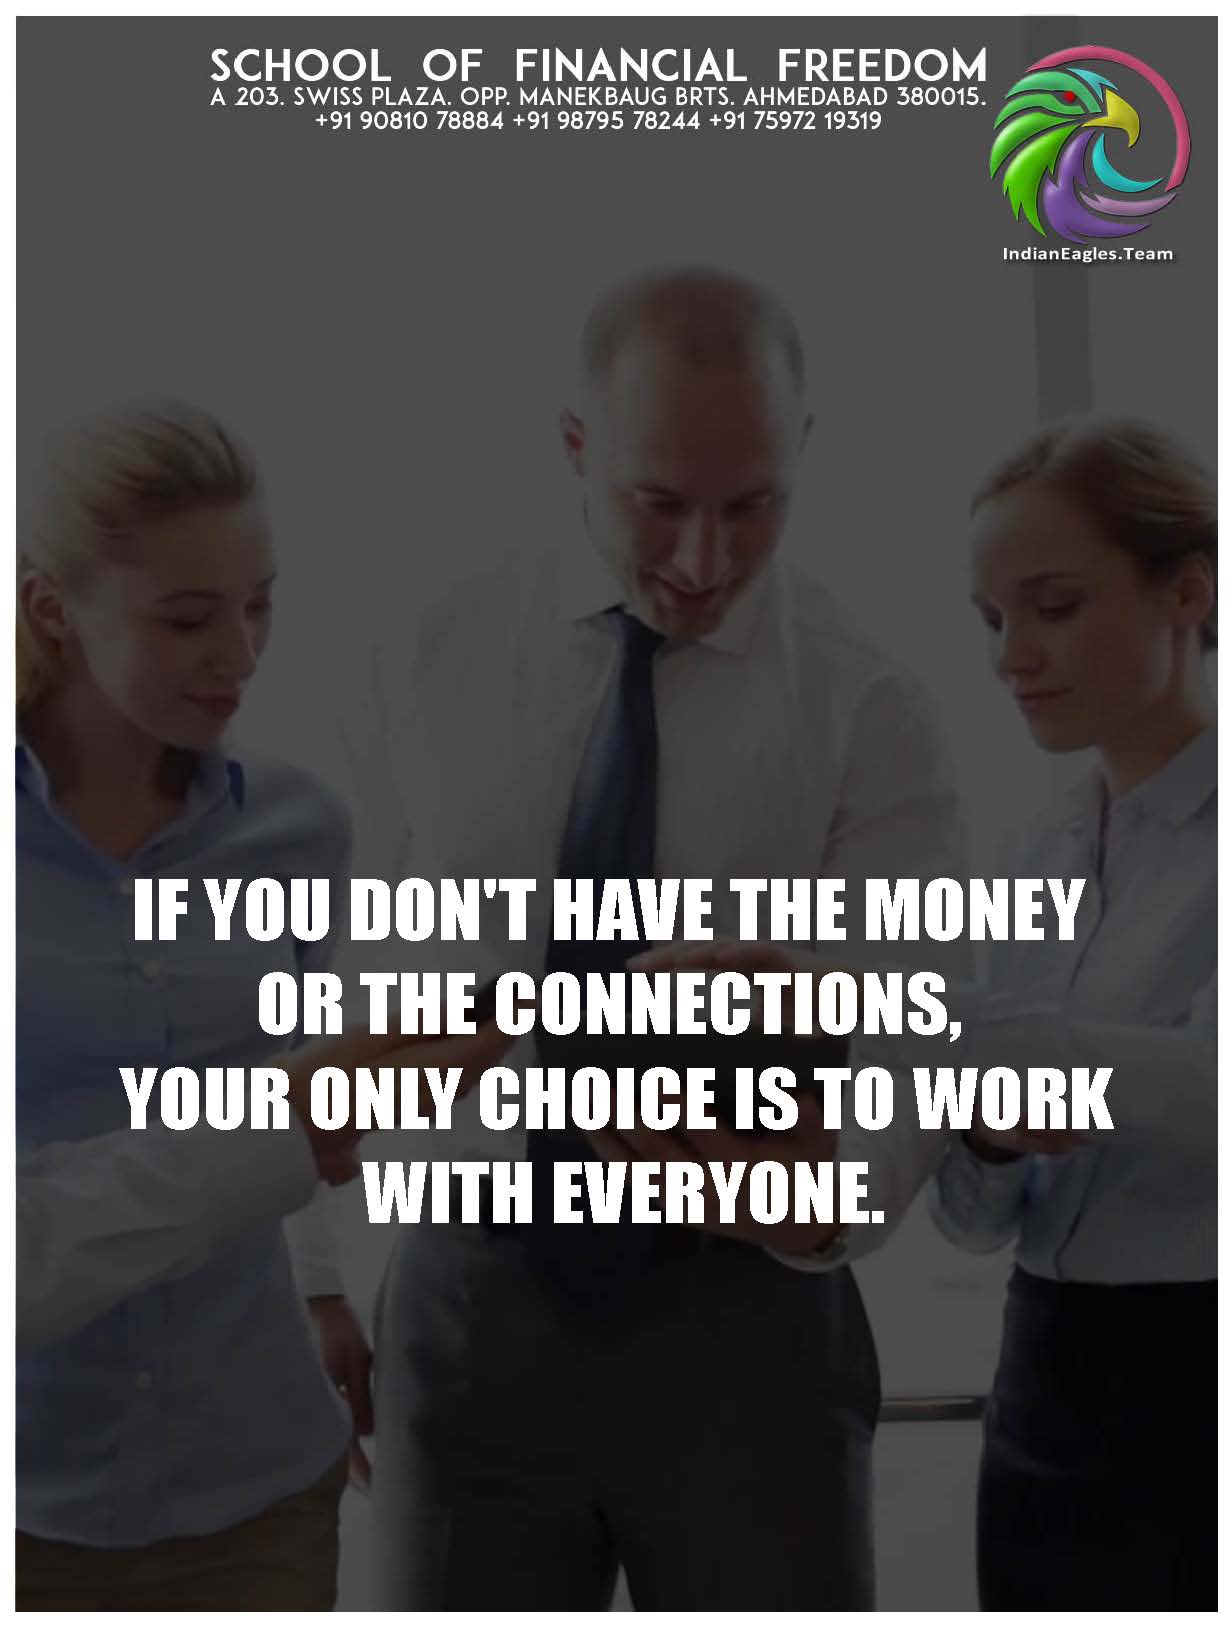 SCHOOL OF FINANCIAL FREEDOM
A 203. SWISS PLAZA. OPP. MANEKBAUG BRTS. AHMEDABAD 380015.
+91 90810 78884 +91 98795 78244 +91 75972 19319
IndianEagles.Team
IF YOU DON'T HAVE THE MONEY
OR THE CONNECTIONS,
YOUR ONLY CHOICE IS TO WORK
WITH EVERYONE.